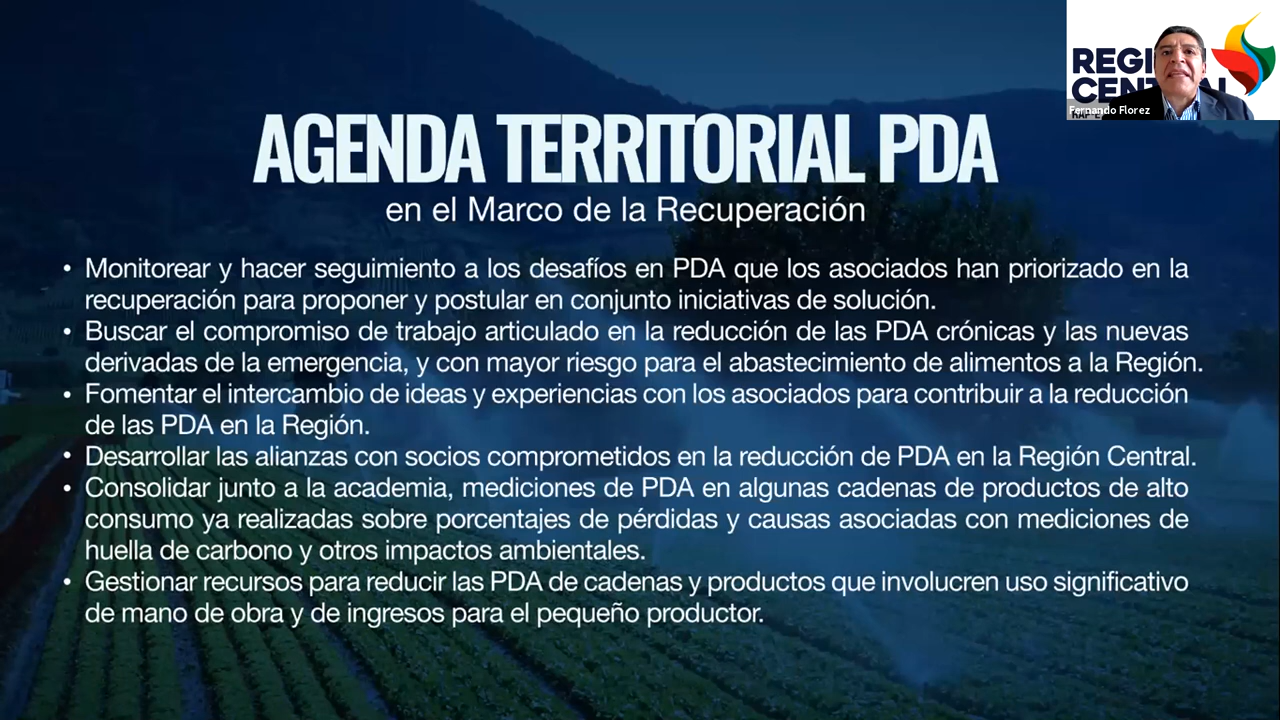 REGI
CENTRAL
Fernando Florez
AGENDA TERRITORIAL PDA
en el Marco de la Recuperación
• Monitorear y hacer seguimiento a los desafíos en PDA que los asociados han priorizado en la
recuperación para proponer y postular en conjunto iniciativas de solución.
• Buscar el compromiso de trabajo articulado en la reducción de las PDA crónicas y las nuevas
derivadas de la emergencia, y con mayor riesgo para el abastecimiento de alimentos a la Región.
• Fomentar el intercambio de ideas y experiencias con los asociados para contribuir a la reducción
de las PDA en la Región.
• Desarrollar las alianzas con socios comprometidos en la reducción de PDA en la Región Central.
• Consolidar junto a la academia, mediciones de PDA en algunas cadenas de productos de alto
consumo ya realizadas sobre porcentajes de pérdidas y causas asociadas con mediciones de
huella de carbono y otros impactos ambientales.
• Gestionar recursos para reducir las PDA de cadenas y productos que involucren uso significativo
de mano de obra y de ingresos para el pequeño productor.